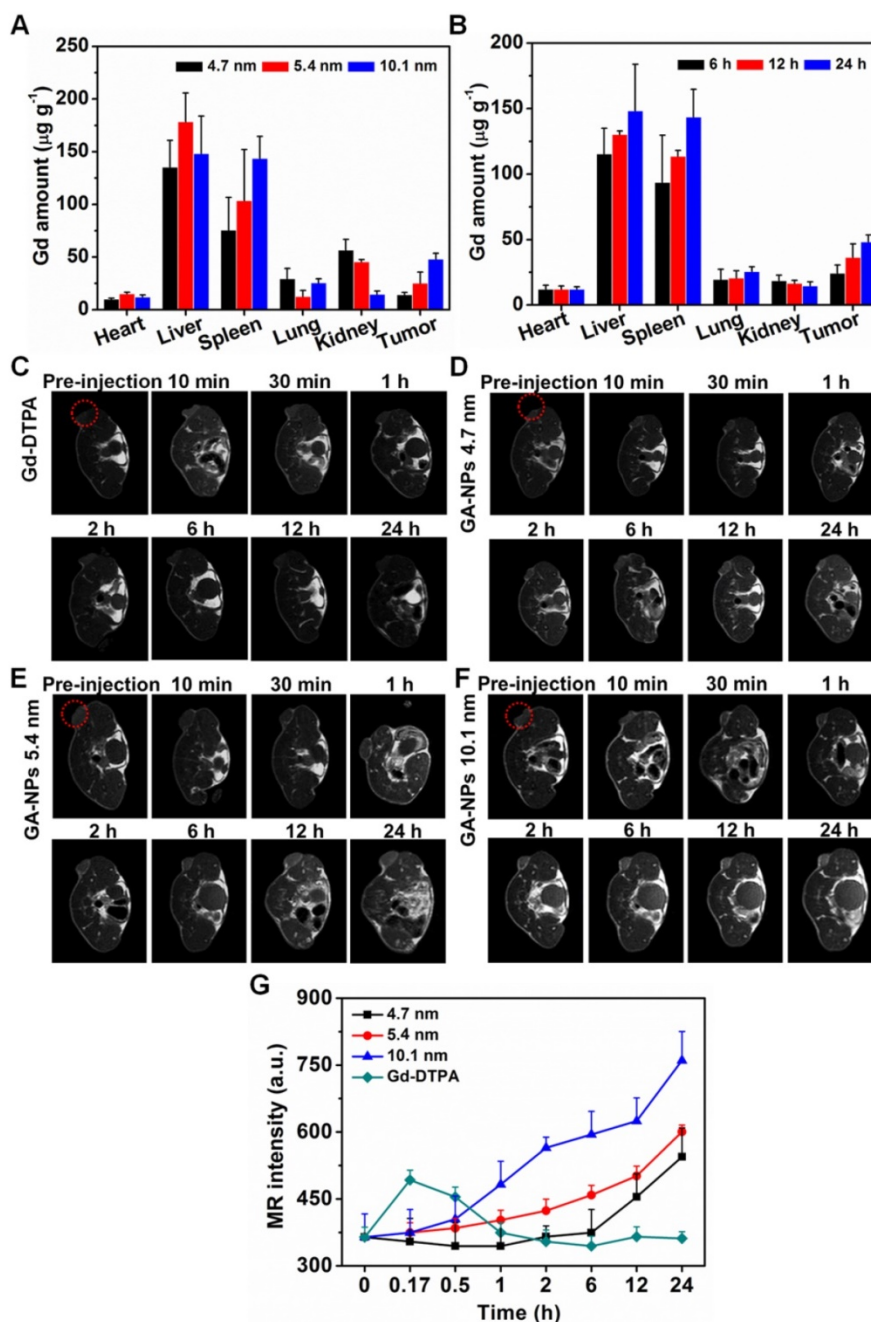 A
250
200
150
100
50
0
Gd amount (μg g⁻¹)
4.7 nm 5.4 nm 10.1 nm
Heart Liver Spleen Lung Kidney Tumor
B
200
150
100
50
0
Gd amount (μg g⁻¹)
6 h 12 h 24 h
Heart Liver Spleen Lung Kidney Tumor
C
Gd-DTPA
Pre-injection 10 min 30 min 1 h
2 h 6 h 12 h 24 h
D
GA-NPs 4.7 nm
Pre-injection 10 min 30 min 1 h
2 h 6 h 12 h 24 h
E
GA-NPs 5.4 nm
Pre-injection 10 min 30 min 1 h
2 h 6 h 12 h 24 h
F
GA-NPs 10.1 nm
Pre-injection 10 min 30 min 1 h
2 h 6 h 12 h 24 h
G
900
750
600
450
300
MR intensity (a.u.)
4.7 nm
5.4 nm
10.1 nm
Gd-DTPA
0 0.17 0.5 1 2 6 12 24
Time (h)